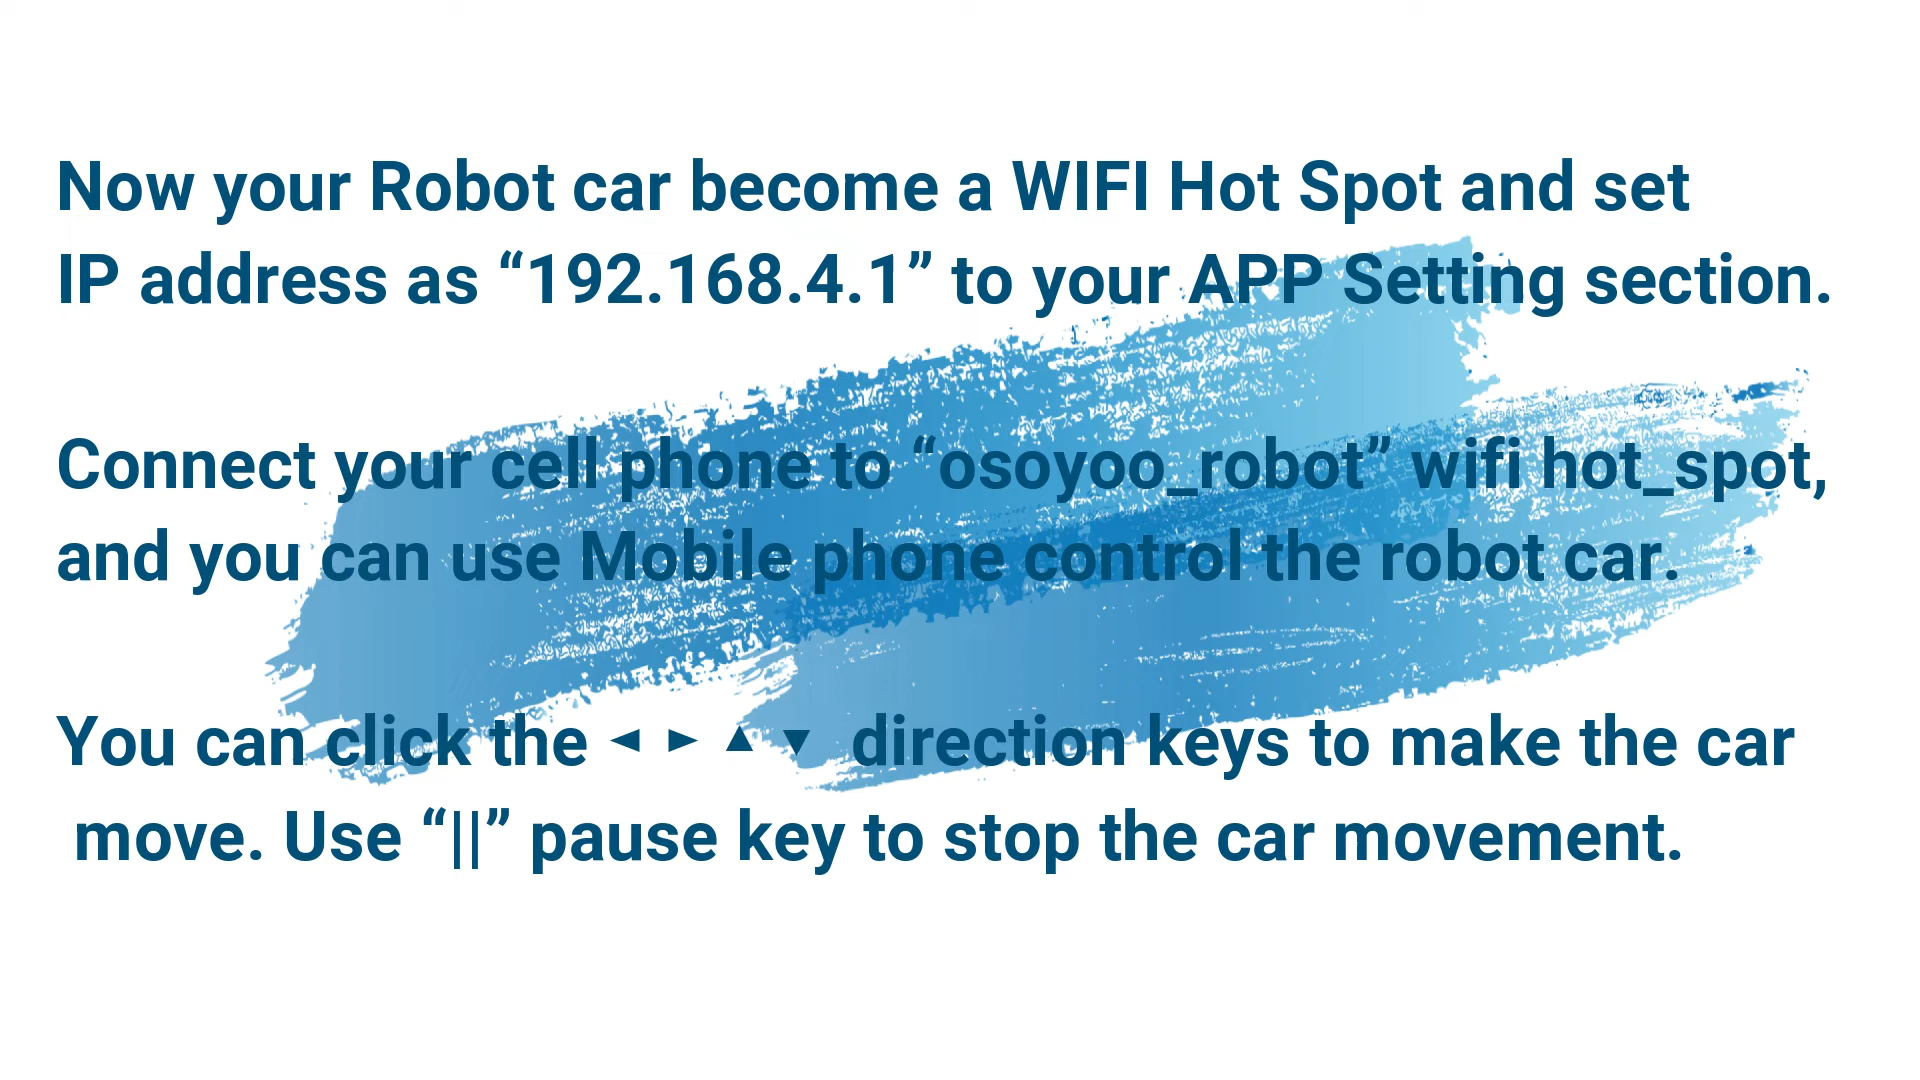 Now your Robot car become a WIFI Hot Spot and set
IP address as “192.168.4.1” to your APP Setting section.
Connect your cell phone to “osoyoo_robot” wifi hot_spot,
and you can use Mobile phone control the robot car.
You can click the ◄ ► ▲ ▼ direction keys to make the car
move. Use “||” pause key to stop the car movement.